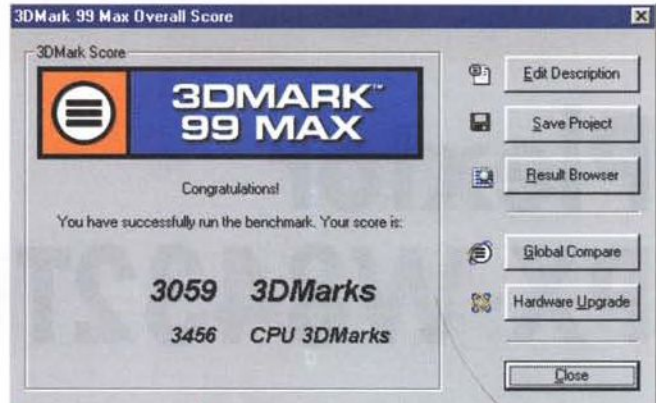 3DMark 99 Max Overall Score
3DMark Score
3DMARK™
99 MAX
Congratulations!
You have successfully run the benchmark. Your score is:
3059 3DMarks
3456 CPU 3DMarks
Edit Description
Save Project
Result Browser
Global Compare
Hardware Upgrade
Close